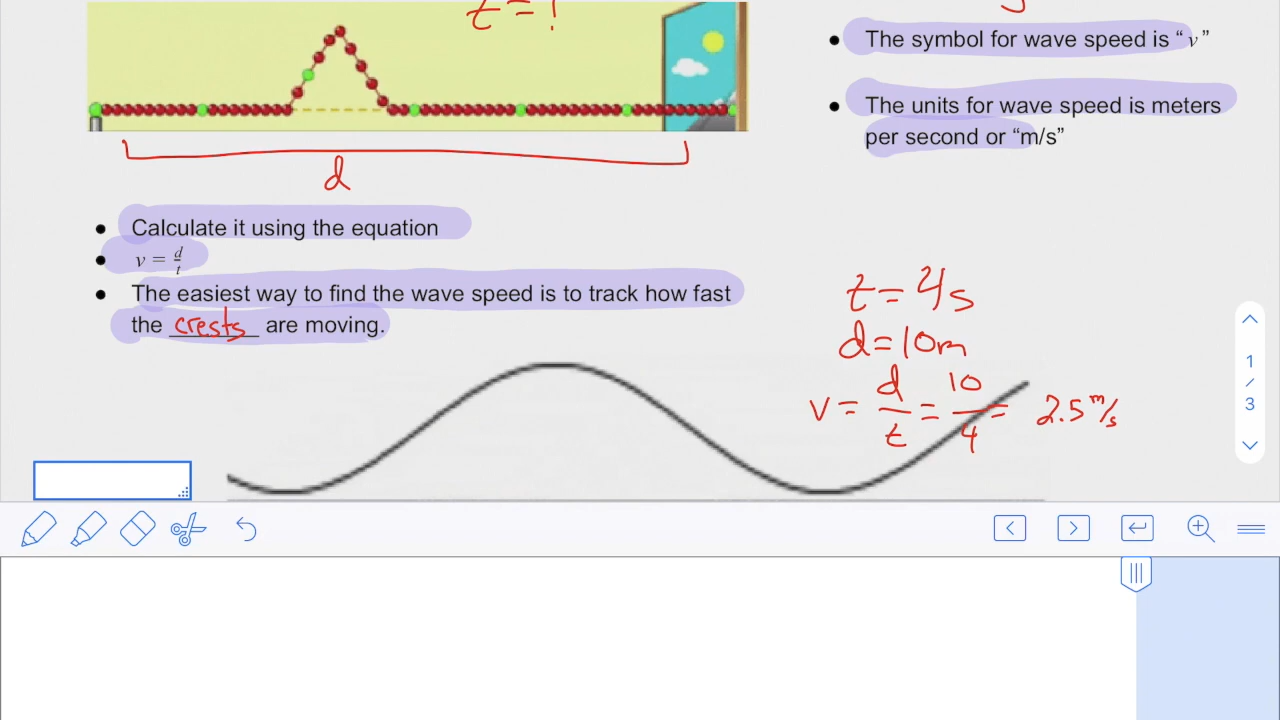 t = ?
• The symbol for wave speed is “ v”
• The units for wave speed is meters
per second or “m/s”
d
• Calculate it using the equation
• v = d/t
• The easiest way to find the wave speed is to track how fast
the crests are moving.
t = 4s
d = 10m
v = d/t = 10/4 = 2.5 m/s
1
/
3